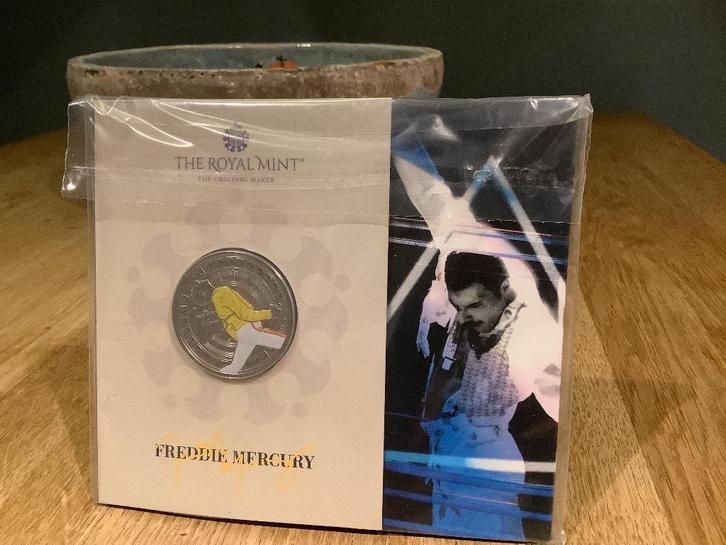 THE ROYAL MINT®
THE ORIGINAL MAKER
FREDDIE MERCURY